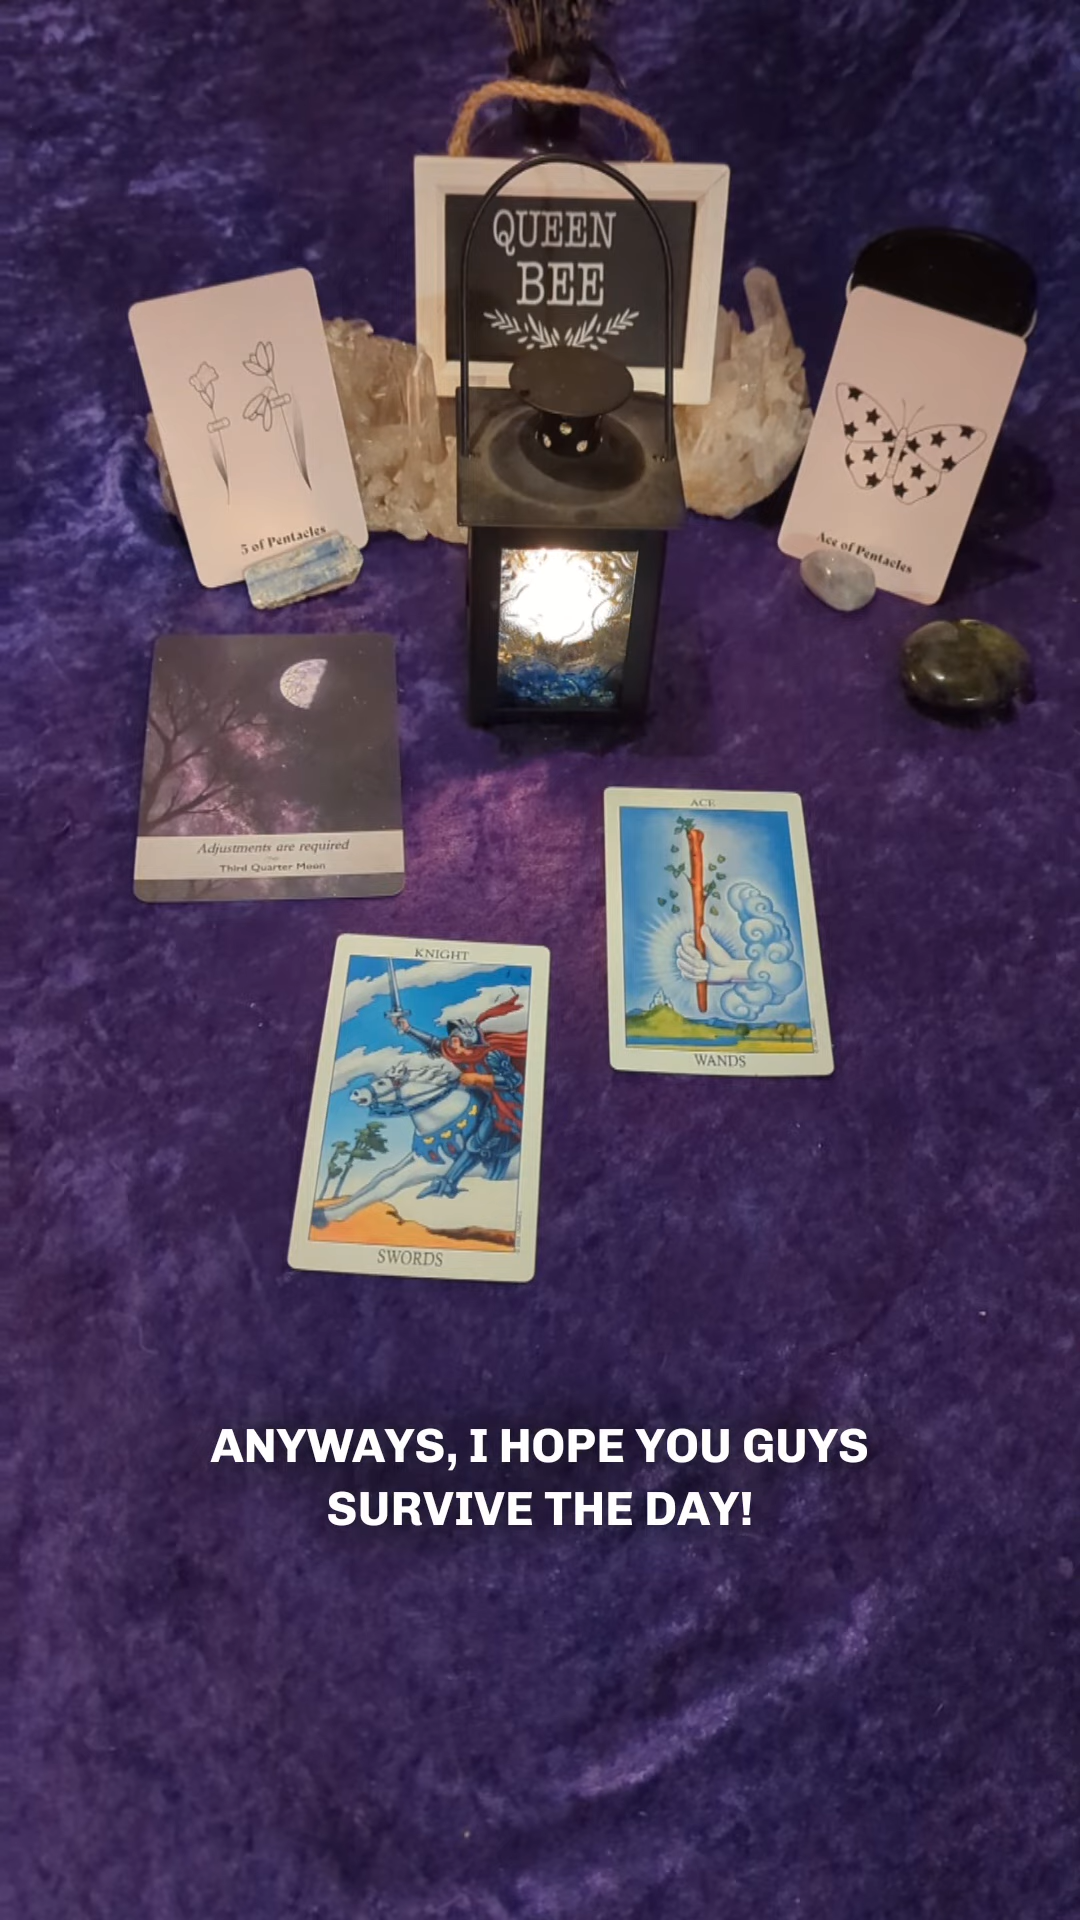 QUEEN
BEE
5 of Pentacles
Ace of Pentacles
Adjustments are required
Third Quarter Moon
ACE
WANDS
KNIGHT
SWORDS
ANYWAYS, I HOPE YOU GUYS
SURVIVE THE DAY!